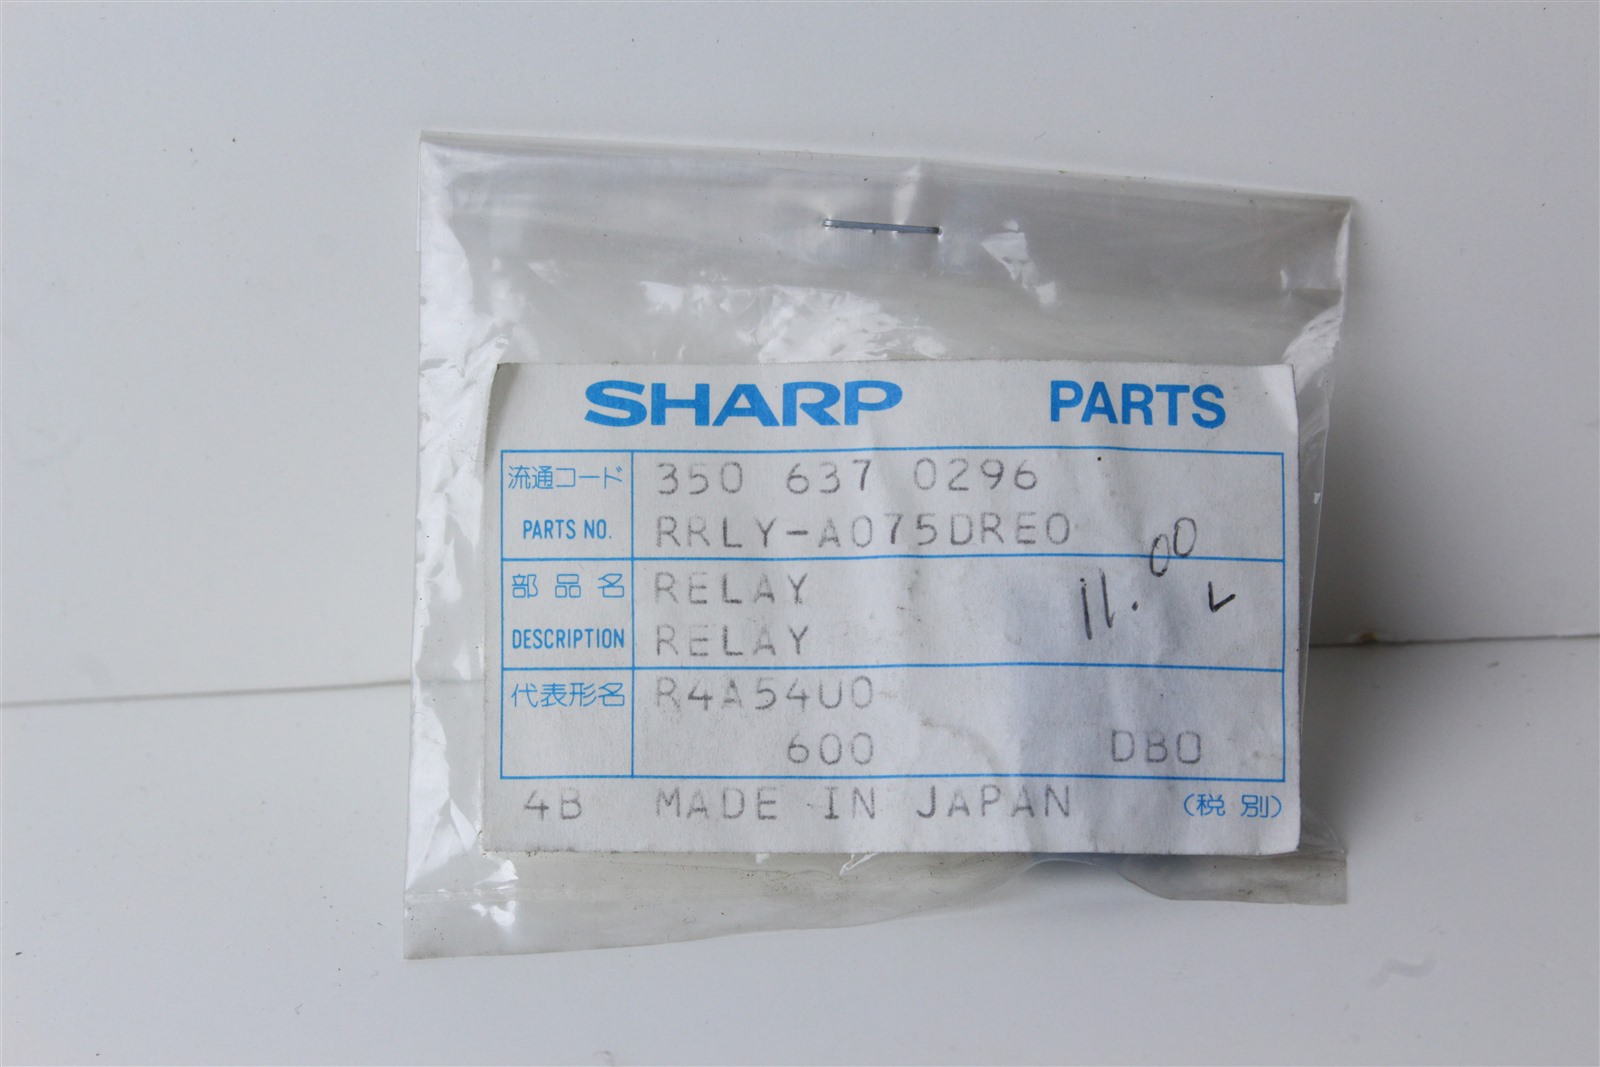 SHARP PARTS
流通コード 350 637 0296
PARTS NO. RRLY-A075DRE0
部品名 RELAY
DESCRIPTION RELAY
11.00
代表形名 R4A54U0
600 DB0
4B MADE IN JAPAN (税別)